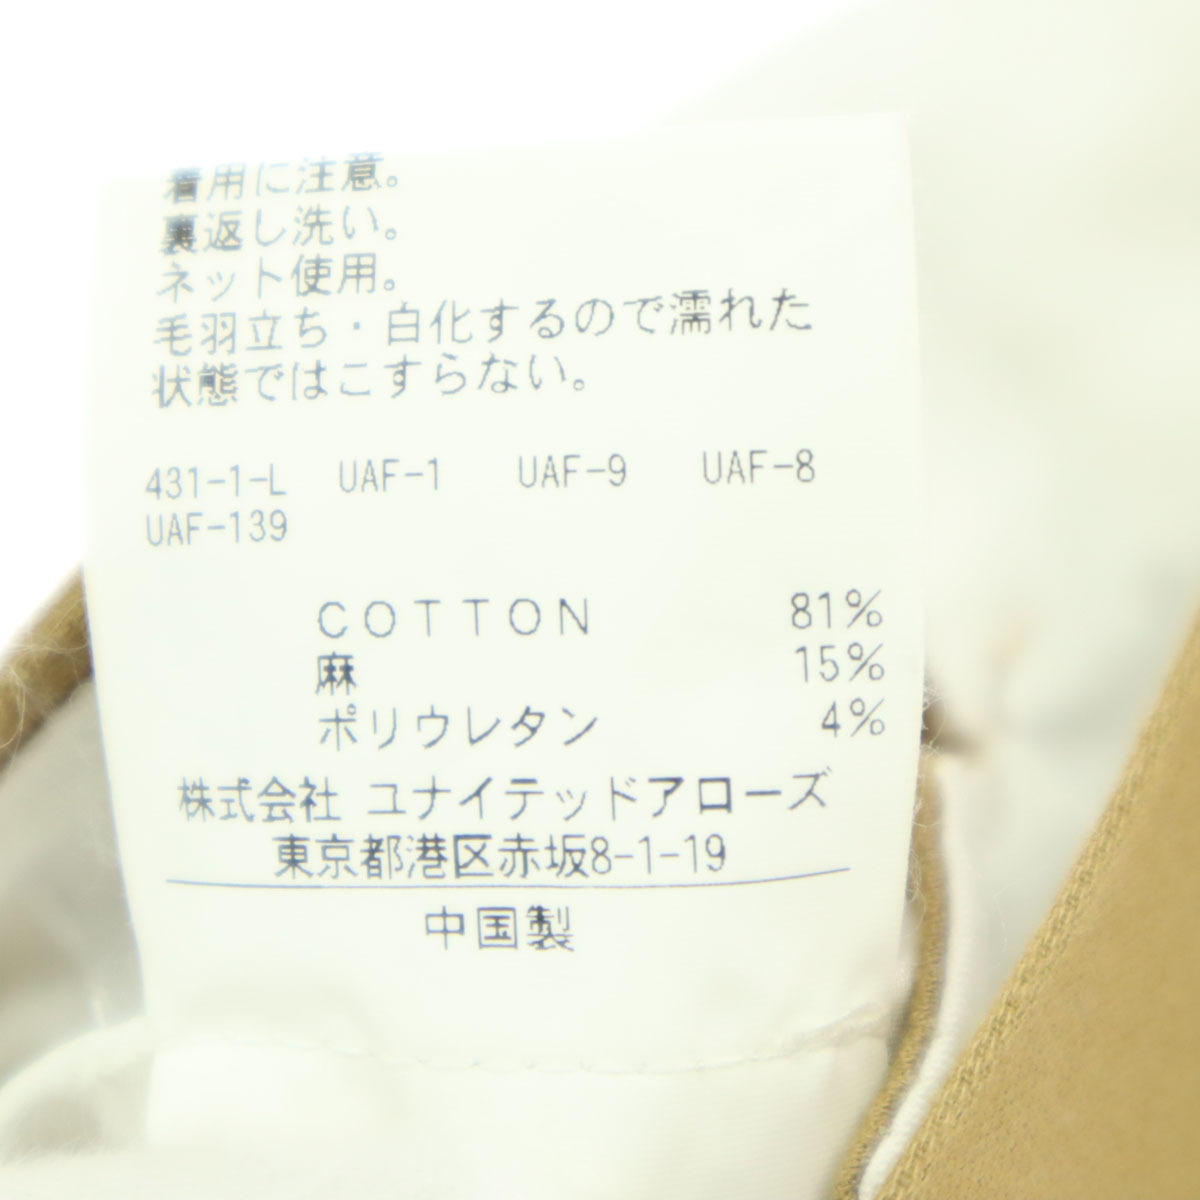 着用に注意。
裏返し洗い。
ネット使用。
毛羽立ち・白化するので濡れた
状態ではこすらない。
431-1-L UAF-1 UAF-9 UAF-8
UAF-139
COTTON 81%
麻 15%
ポリウレタン 4%
株式会社 ユナイテッドアローズ
東京都港区赤坂8-1-19
中国製